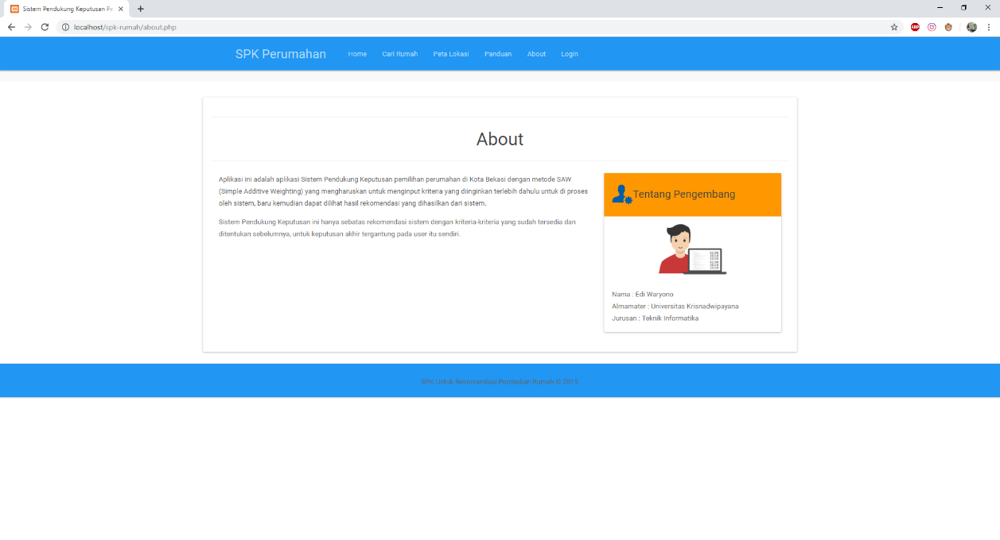 Sistem Pendukung Keputusan Pe
localhost/spk-rumah/about.php
ABP
SPK Perumahan Home Cari Rumah Peta Lokasi Panduan About Login
About
Aplikasi ini adalah aplikasi Sistem Pendukung Keputusan pemilihan perumahan di Kota Bekasi dengan metode SAW
(Simple Additive Weighting) yang mengharuskan untuk menginput kriteria yang diinginkan terlebih dahulu untuk di proses
oleh sistem, baru kemudian dapat dilihat hasil rekomendasi yang dihasilkan dari sistem.
Sistem Pendukung Keputusan ini hanya sebatas rekomendasi sistem dengan kriteria-kriteria yang sudah tersedia dan
ditentukan sebelumnya, untuk keputusan akhir tergantung pada user itu sendiri.
Tentang Pengembang
Nama : Edi Waryono
Almamater : Universitas Krisnadwipayana
Jurusan : Teknik Informatika
SPK Untuk Rekomendasi Pembelian Rumah © 2019